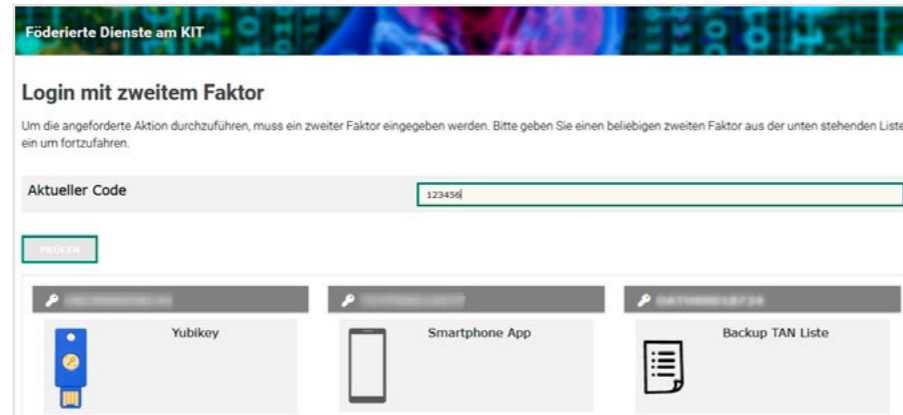 Föderierte Dienste am KIT
Login mit zweitem Faktor
Um die angeforderte Aktion durchzuführen, muss ein zweiter Faktor eingegeben werden. Bitte geben Sie einen beliebigen zweiten Faktor aus der unten stehenden Liste
ein um fortzufahren.
Aktueller Code
123456
PRÜFEN
Yubikey
Smartphone App
Backup TAN Liste